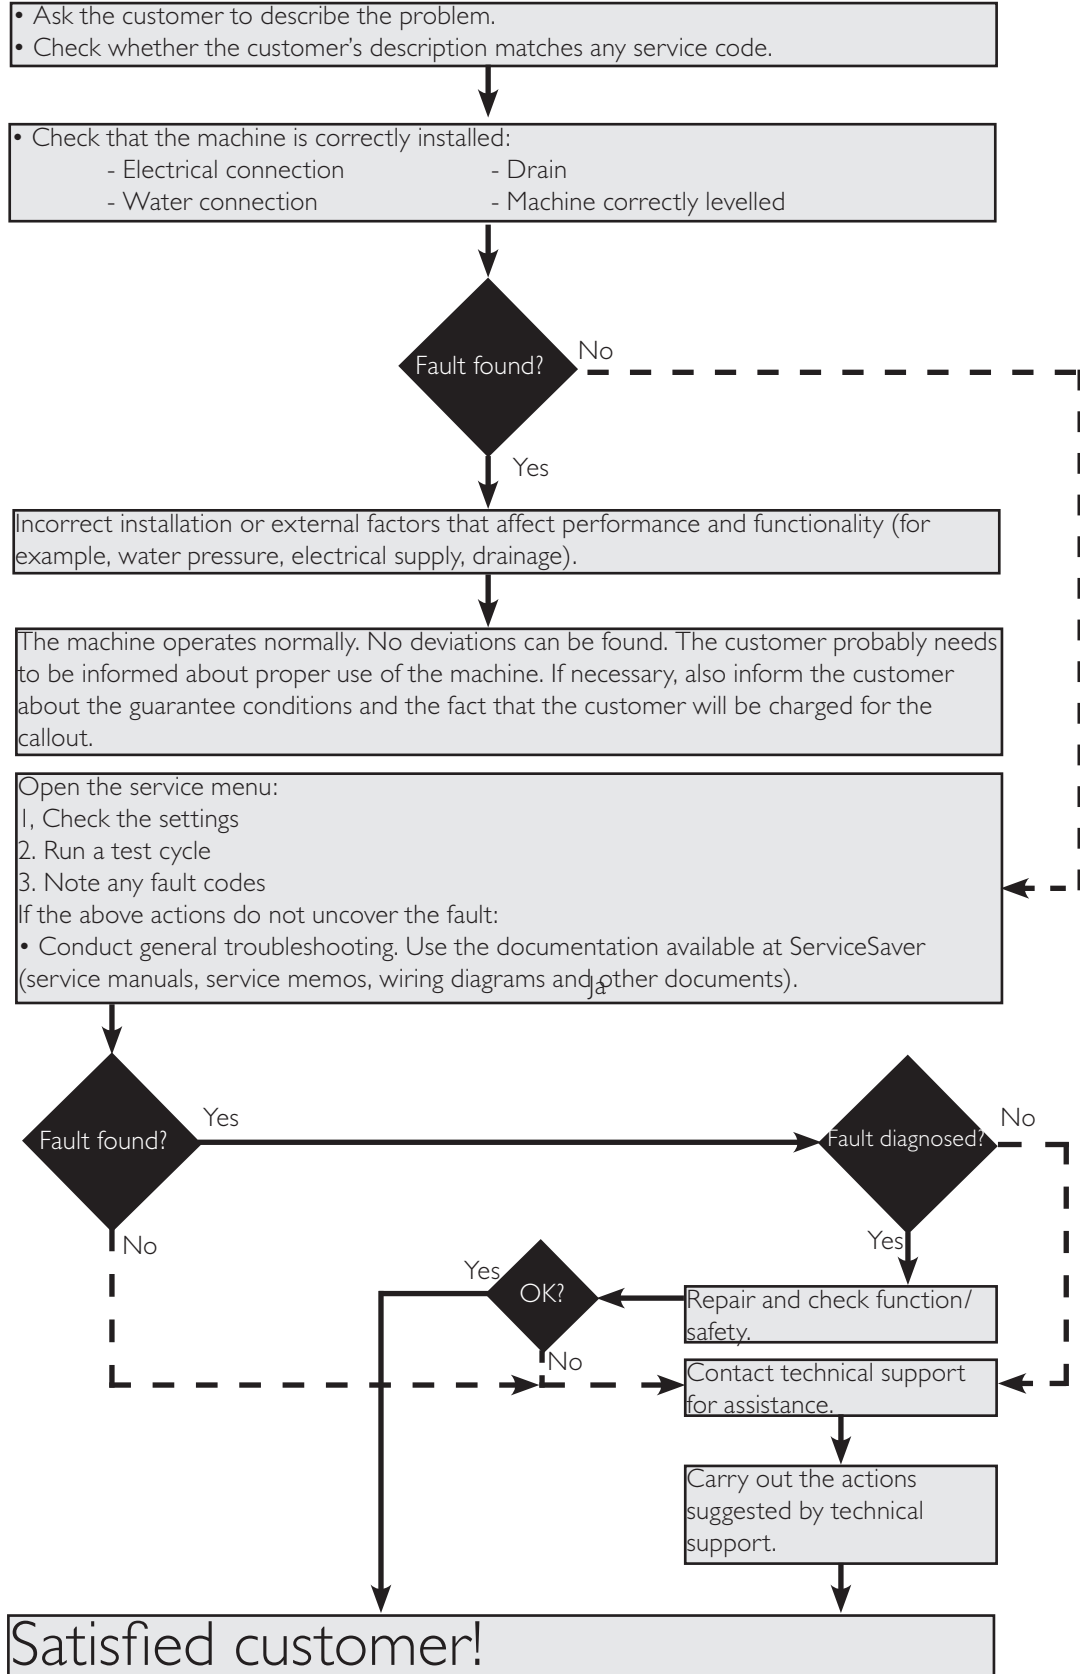 • Ask the customer to describe the problem.
• Check whether the customer’s description matches any service code.
• Check that the machine is correctly installed:
- Electrical connection - Drain
- Water connection - Machine correctly levelled
Fault found?
No
Yes
Incorrect installation or external factors that affect performance and functionality (for
example, water pressure, electrical supply, drainage).
The machine operates normally. No deviations can be found. The customer probably needs
to be informed about proper use of the machine. If necessary, also inform the customer
about the guarantee conditions and the fact that the customer will be charged for the
callout.
Open the service menu:
1, Check the settings
2. Run a test cycle
3. Note any fault codes
If the above actions do not uncover the fault:
• Conduct general troubleshooting. Use the documentation available at ServiceSaver
(service manuals, service memos, wiring diagrams and other documents).
Ja
Fault found?
Yes
No
Fault diagnosed?
No
Yes
Repair and check function/
safety.
OK?
Yes
No
Contact technical support
for assistance.
Carry out the actions
suggested by technical
support.
Satisfied customer!